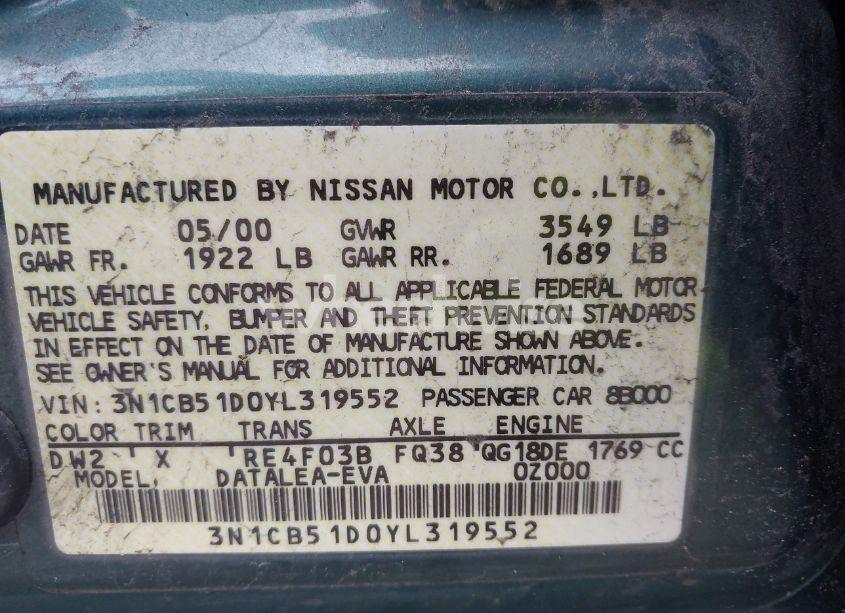 MANUFACTURED BY NISSAN MOTOR CO.,LTD.
DATE 05/00 GVWR 3549 LB
GAWR FR. 1922 LB GAWR RR. 1689 LB
THIS VEHICLE CONFORMS TO ALL APPLICABLE FEDERAL MOTOR
VEHICLE SAFETY, BUMPER AND THEFT PREVENTION STANDARDS
IN EFFECT ON THE DATE OF MANUFACTURE SHOWN ABOVE.
SEE OWNER'S MANUAL FOR ADDITIONAL INFORMATION.
VIN: 3N1CB51D0YL319552 PASSENGER CAR 8B000
COLOR TRIM TRANS AXLE ENGINE
DW2 X RE4F03B FQ38 QG18DE 1769 CC
MODEL. DATALEA-EVA 0Z000
3N1CB51D0YL319552